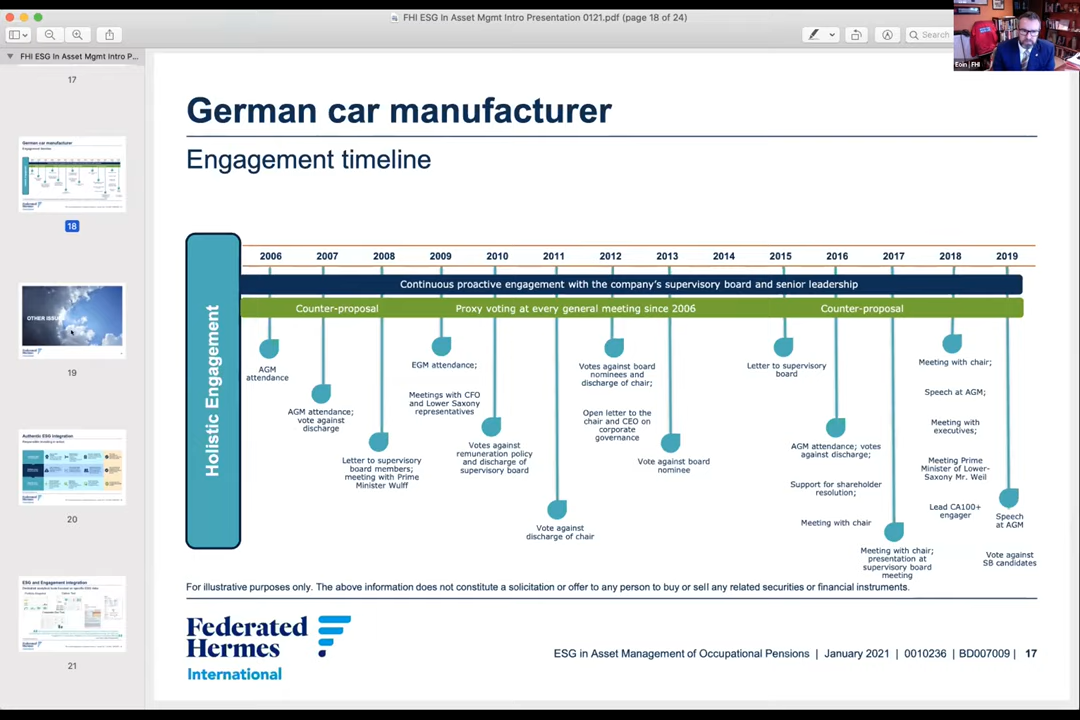 FHI ESG In Asset Mgmt Intro Presentation 0121.pdf (page 18 of 24)
Search
FHI ESG In Asset Mgmt Intro P...
Eoin | FHI
17
18
OTHER ISSU
19
Authentic ESG Integration
20
ESG and Engagement Integration
21
German car manufacturer
Engagement timeline
2006 2007 2008 2009 2010 2011 2012 2013 2014 2015 2016 2017 2018 2019
Continuous proactive engagement with the company's supervisory board and senior leadership
Counter-proposal
Proxy voting at every general meeting since 2006
Counter-proposal
Holistic Engagement
AGM
attendance
AGM attendance;
vote against
discharge
Letter to supervisory
board members;
meeting with Prime
Minister Wulff
EGM attendance;
Meetings with CFO
and Lower Saxony
representatives
Votes against
remuneration policy
and discharge of
supervisory board
Vote against
discharge of chair
Votes against board
nominees and
discharge of chair;
Open letter to the
chair and CEO on
corporate
governance
Vote against board
nominee
Letter to supervisory
board
AGM attendance; votes
against discharge;
Support for shareholder
resolution;
Meeting with chair
Meeting with chair;
presentation at
supervisory board
meeting
Meeting with chair;
Speech at AGM;
Meeting with
executives;
Meeting Prime
Minister of Lower-
Saxony Mr. Weil
Lead CA100+
engager
Speech
at AGM
Vote against
SB candidates
For illustrative purposes only. The above information does not constitute a solicitation or offer to any person to buy or sell any related securities or financial instruments.
Federated
Hermes
International
ESG in Asset Management of Occupational Pensions | January 2021 | 0010236 | BD007009 | 17